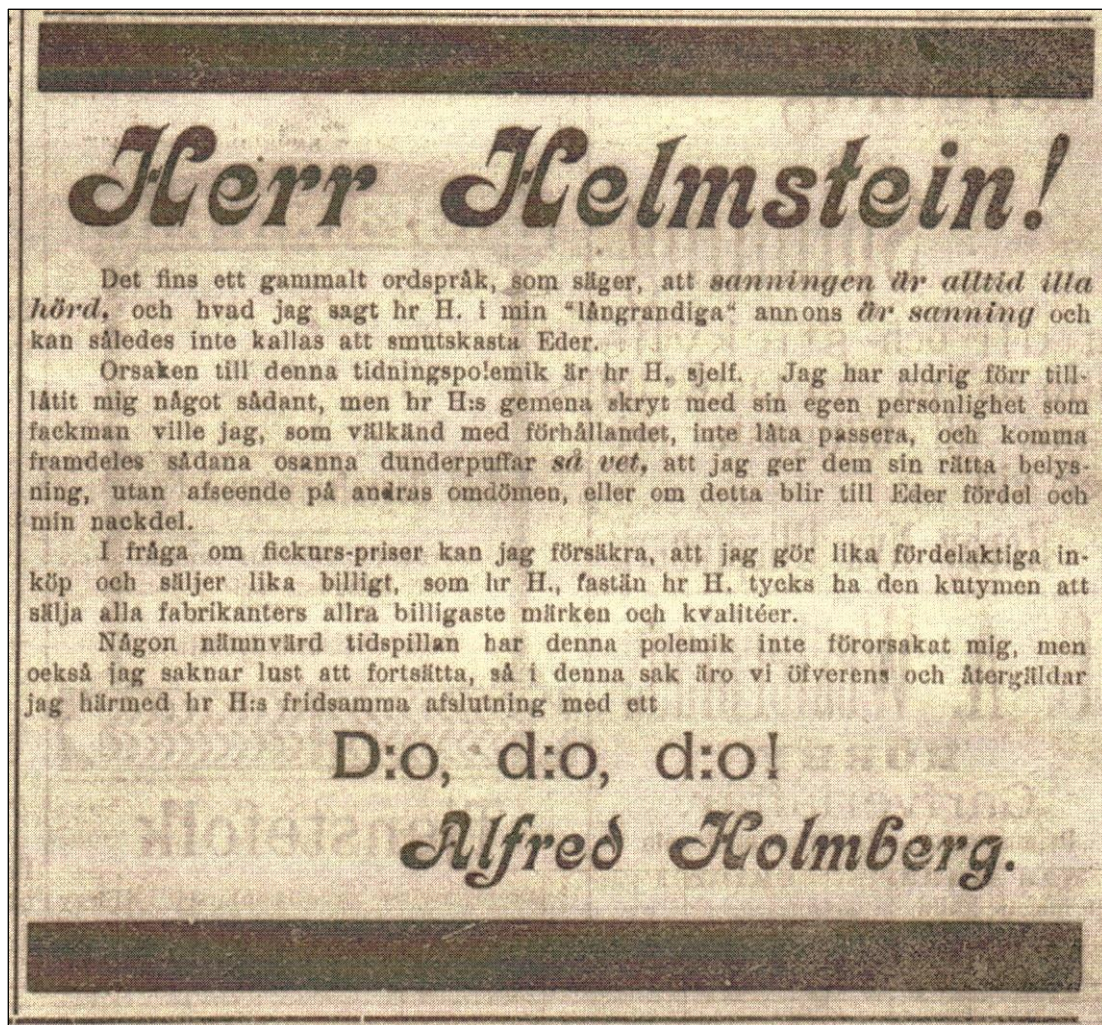 Herr Helmstein!
Det fins ett gammalt ordspråk, som säger, att sanningen är alltid illa
hörd, och hvad jag sagt hr H. i min "långrandiga" annons är sanning och
kan således inte kallas att smutskasta Eder.
Orsaken till denna tidningspolemik är hr H. sjelf. Jag har aldrig förr till-
låtit mig något sådant, men hr H:s gemena skryt med sin egen personlighet som
fackman ville jag, som välkänd med förhållandet, inte låta passera, och komma
framdeles sådana osanna dunderpuffar så vet, att jag ger dem sin rätta belys-
ning, utan afseende på andras omdömen, eller om detta blir till Eder fördel och
min nackdel.
I fråga om fickurs-priser kan jag försäkra, att jag gör lika fördelaktiga in-
köp och säljer lika billigt, som hr H., fastän hr H. tycks ha den kutymen att
sälja alla fabrikanters allra billigaste märken och kvalitéer.
Någon nämnvärd tidspillan har denna polemik inte förorsakat mig, men
också jag saknar lust att fortsätta, så i denna sak äro vi öfverens och återgäldar
jag härmed hr H:s fridsamma afslutning med ett
D:o, d:o, d:o!
Alfred Holmberg.